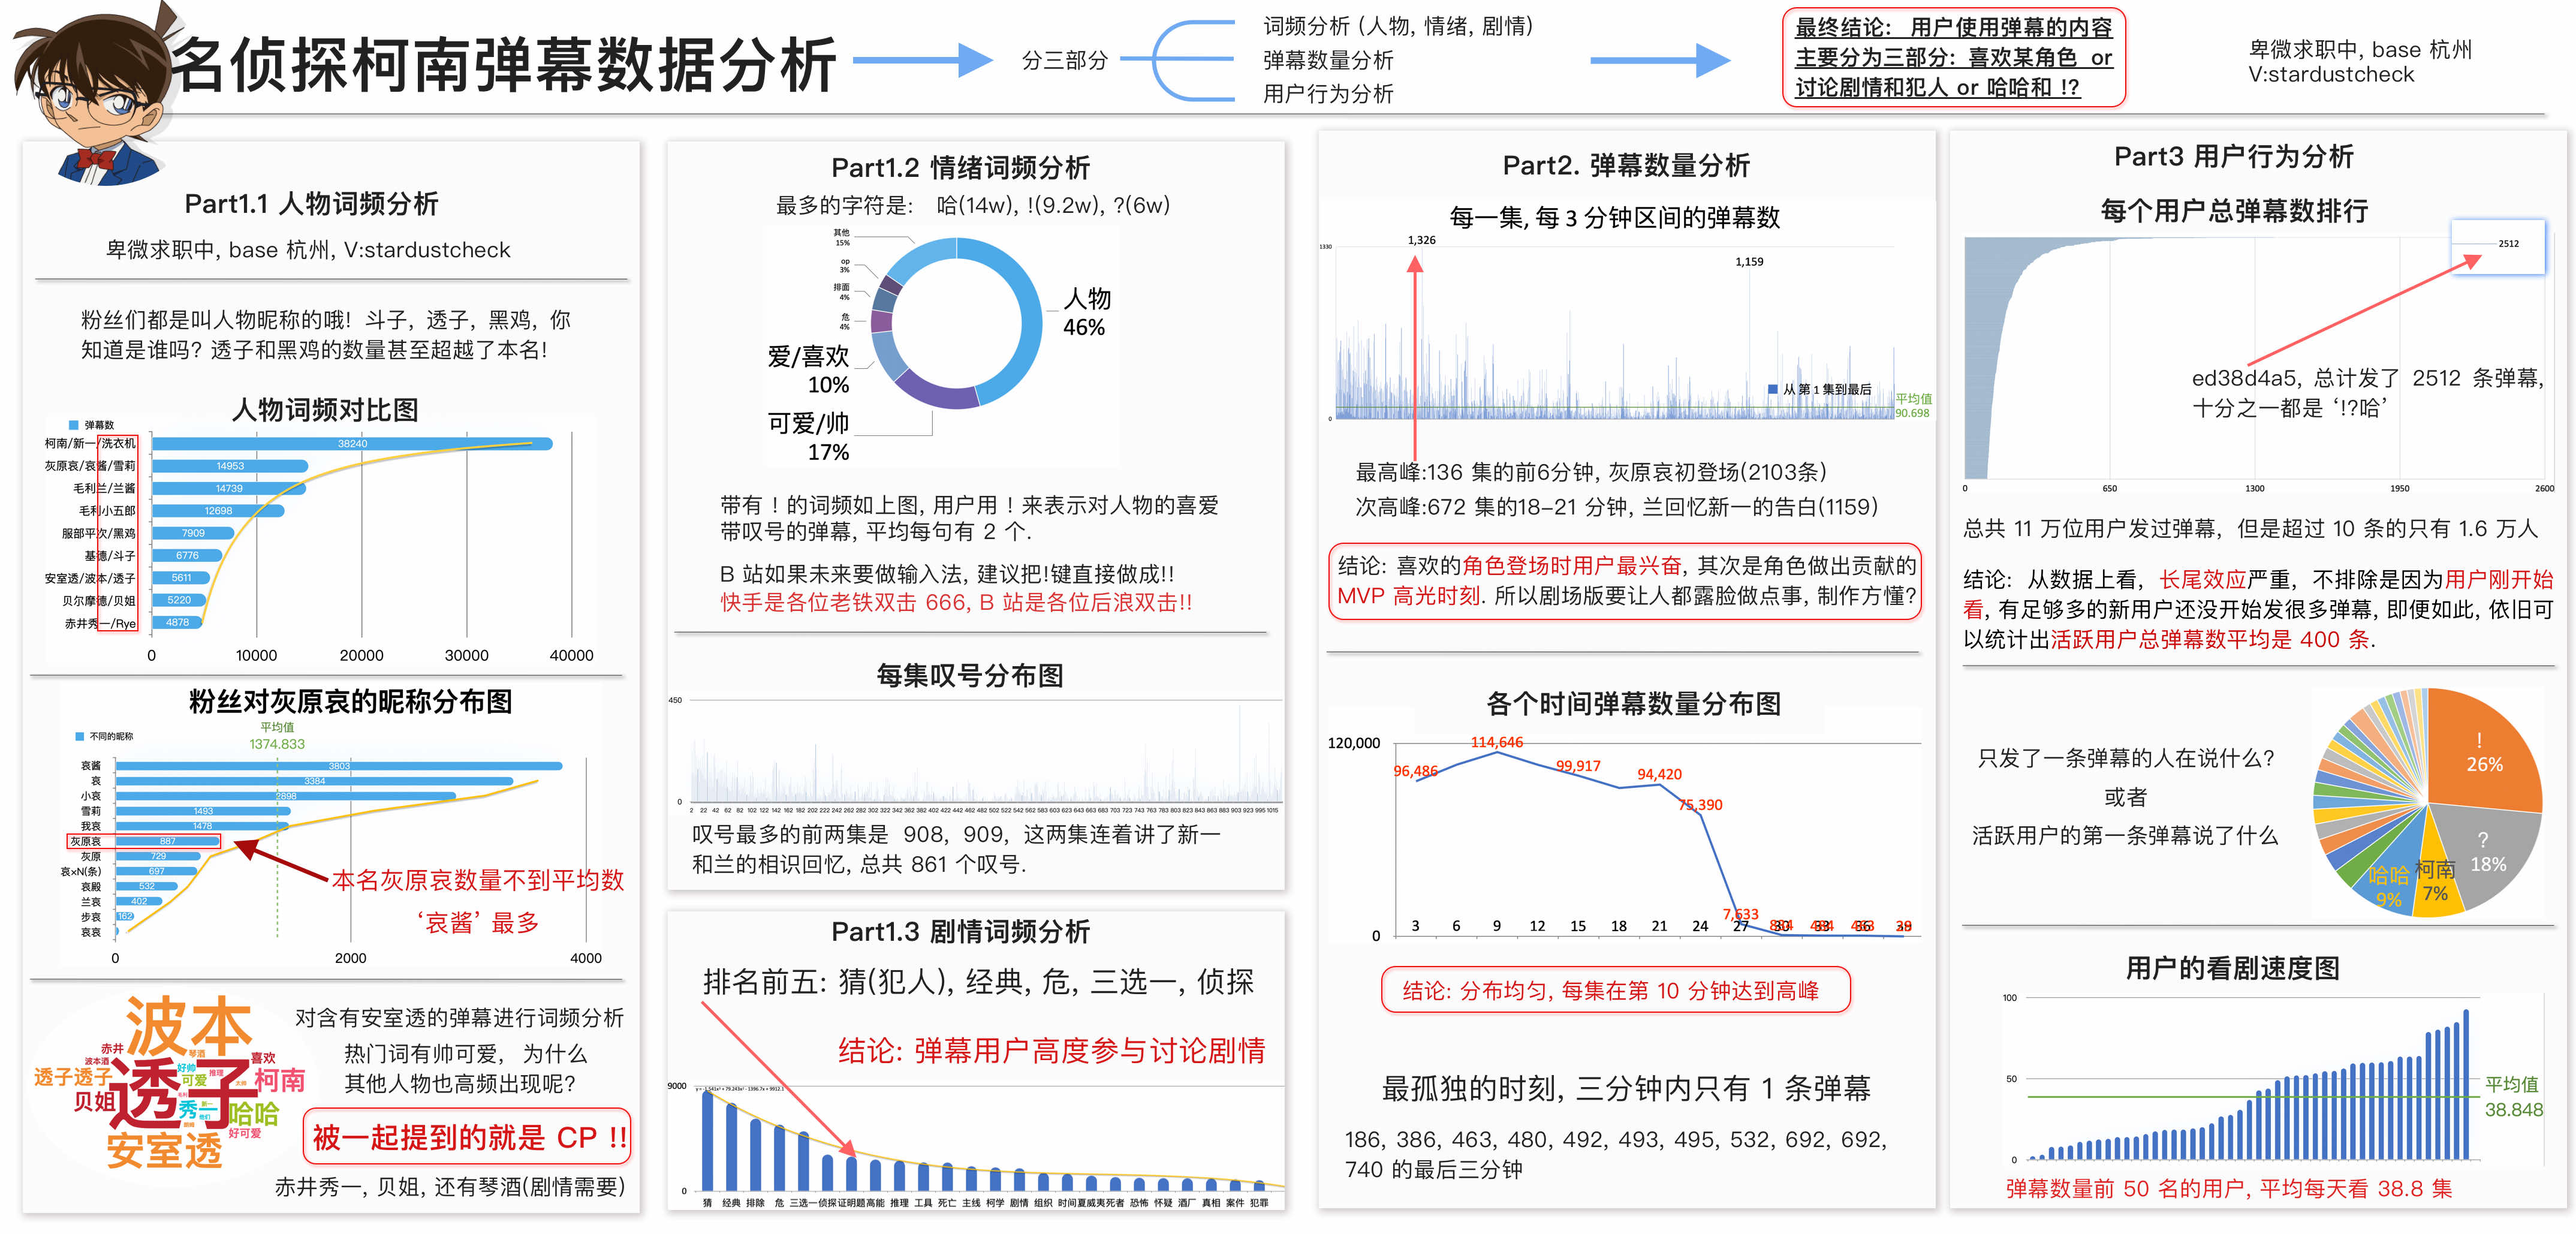 名侦探柯南弹幕数据分析
分三部分
词频分析 (人物, 情绪, 剧情)
弹幕数量分析
用户行为分析
最终结论: 用户使用弹幕的内容
主要分为三部分: 喜欢某角色 or
讨论剧情和犯人 or 哈哈和 !?
卑微求职中, base 杭州
V:stardustcheck
Part1.1 人物词频分析
卑微求职中, base 杭州, V:stardustcheck
粉丝们都是叫人物昵称的哦! 斗子, 透子, 黑鸡, 你
知道是谁吗? 透子和黑鸡的数量甚至超越了本名!
人物词频对比图
弹幕数
柯南/新一/洗衣机 38240
灰原哀/哀酱/雪莉 14953
毛利兰/兰酱 14739
毛利小五郎 12698
服部平次/黑鸡 7909
基德/斗子 6776
安室透/波本/透子 5611
贝尔摩德/贝姐 5220
赤井秀一/Rye 4878
0 10000 20000 30000 40000
粉丝对灰原哀的昵称分布图
平均值
1374.833
不同的昵称
哀酱 3803
哀 3384
小哀 2898
雪莉 1493
我哀 1478
灰原哀 887
灰原 729
哀×N(条) 697
哀殿 532
兰哀 402
步哀 162
哀哀
0 2000 4000
本名灰原哀数量不到平均数
‘哀酱’ 最多
波本
赤井
琴酒
喜欢
波本酒
透子透子
透子
好帅
推理
可爱
柯南
贝姐
秀一
哈哈
好可爱
安室透
对含有安室透的弹幕进行词频分析
热门词有帅可爱, 为什么
其他人物也高频出现呢?
被一起提到的就是 CP !!
赤井秀一, 贝姐, 还有琴酒(剧情需要)
Part1.2 情绪词频分析
最多的字符是: 哈(14w), !(9.2w), ?(6w)
其他
15%
op
3%
排面
4%
危
4%
爱/喜欢
10%
可爱/帅
17%
人物
46%
带有 ! 的词频如上图, 用户用 ! 来表示对人物的喜爱
带叹号的弹幕, 平均每句有 2 个.
B 站如果未来要做输入法, 建议把!键直接做成!!
快手是各位老铁双击 666, B 站是各位后浪双击!!
每集叹号分布图
450
0
叹号最多的前两集是 908, 909, 这两集连着讲了新一
和兰的相识回忆, 总共 861 个叹号.
Part1.3 剧情词频分析
排名前五: 猜(犯人), 经典, 危, 三选一, 侦探
结论: 弹幕用户高度参与讨论剧情
9000
0
猜 经典 排除 危 三选一 侦探 证明题 高能 推理 工具 死亡 主线 柯学 剧情 组织 时间 夏威夷 死者 恐怖 怀疑 酒厂 真相 案件 犯罪
Part2. 弹幕数量分析
每一集, 每 3 分钟区间的弹幕数
1330
1,326
1,159
从 第 1 集到最后
平均值
90.698
0
最高峰:136 集的前6分钟, 灰原哀初登场(2103条)
次高峰:672 集的18-21 分钟, 兰回忆新一的告白(1159)
结论: 喜欢的角色登场时用户最兴奋, 其次是角色做出贡献的
MVP 高光时刻. 所以剧场版要让人都露脸做点事, 制作方懂?
各个时间弹幕数量分布图
120,000
96,486
114,646
99,917
94,420
75,390
7,633
0
3 6 9 12 15 18 21 24 27
结论: 分布均匀, 每集在第 10 分钟达到高峰
最孤独的时刻, 三分钟内只有 1 条弹幕
186, 386, 463, 480, 492, 493, 495, 532, 692, 692,
740 的最后三分钟
Part3 用户行为分析
每个用户总弹幕数排行
2512
ed38d4a5, 总计发了 2512 条弹幕,
十分之一都是 ‘!?哈’
0 650 1300 1950 2600
总共 11 万位用户发过弹幕, 但是超过 10 条的只有 1.6 万人
结论: 从数据上看, 长尾效应严重, 不排除是因为用户刚开始
看, 有足够多的新用户还没开始发很多弹幕, 即便如此, 依旧可
以统计出活跃用户总弹幕数平均是 400 条.
只发了一条弹幕的人在说什么?
或者
活跃用户的第一条弹幕说了什么
!
26%
?
18%
柯南
7%
哈哈
9%
用户的看剧速度图
100
50
0
平均值
38.848
弹幕数量前 50 名的用户, 平均每天看 38.8 集